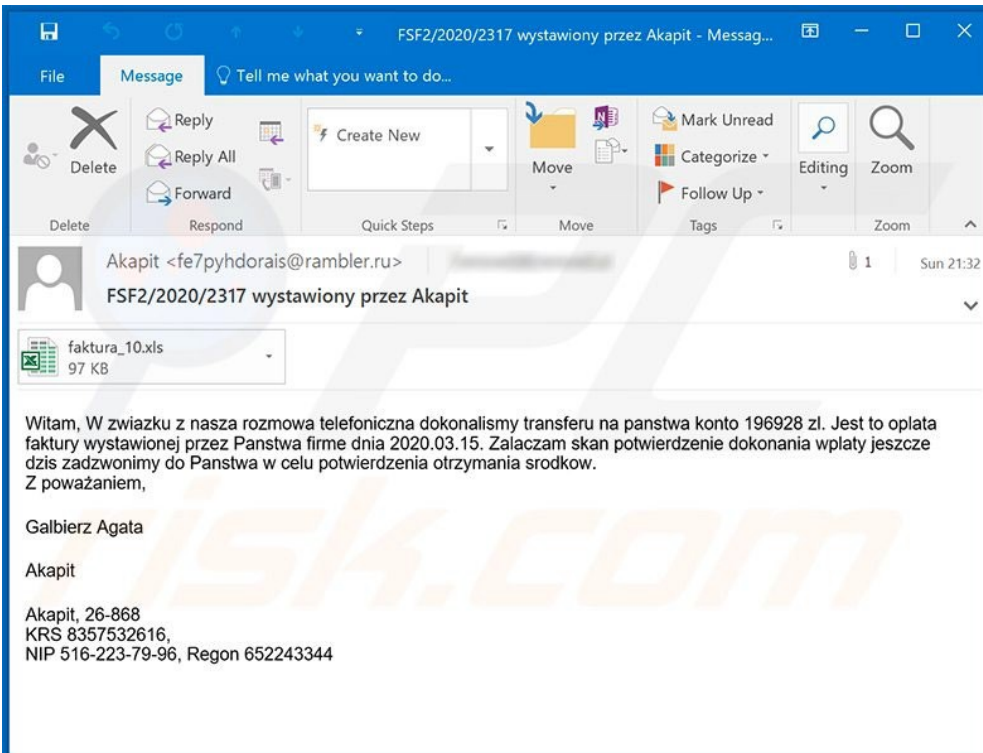 FSF2/2020/2317 wystawiony przez Akapit - Messag...
File Message Tell me what you want to do...
Delete
Reply
Reply All
Forward
Create New
Move
Mark Unread
Categorize
Follow Up
Editing
Zoom
Delete Respond Quick Steps Move Tags Zoom
Akapit <fe7pyhdorais@rambler.ru> 1 Sun 21:32
FSF2/2020/2317 wystawiony przez Akapit
faktura_10.xls
97 KB
Witam, W zwiazku z nasza rozmowa telefoniczna dokonalismy transferu na panstwa konto 196928 zl. Jest to oplata
faktury wystawionej przez Panstwa firme dnia 2020.03.15. Zalaczam skan potwierdzenie dokonania wplaty jeszcze
dzis zadzwonimy do Panstwa w celu potwierdzenia otrzymania srodkow.
Z poważaniem,
Galbierz Agata
Akapit
Akapit, 26-868
KRS 8357532616,
NIP 516-223-79-96, Regon 652243344
PC
risk.com